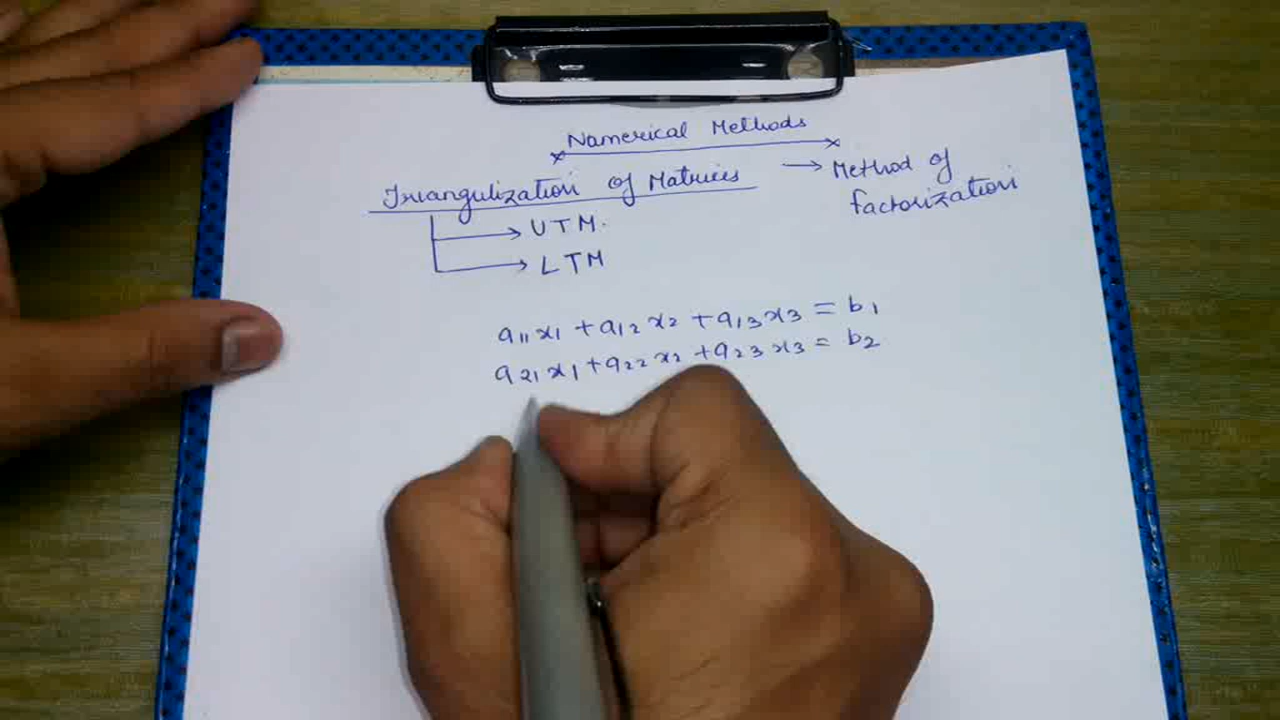 Numerical Methods
Triangulization of Matrices → Method of
factorization
→ UTM.
→ LTM
a11x1 + a12x2 + a13x3 = b1
a21x1 + a22x2 + a23x3 = b2